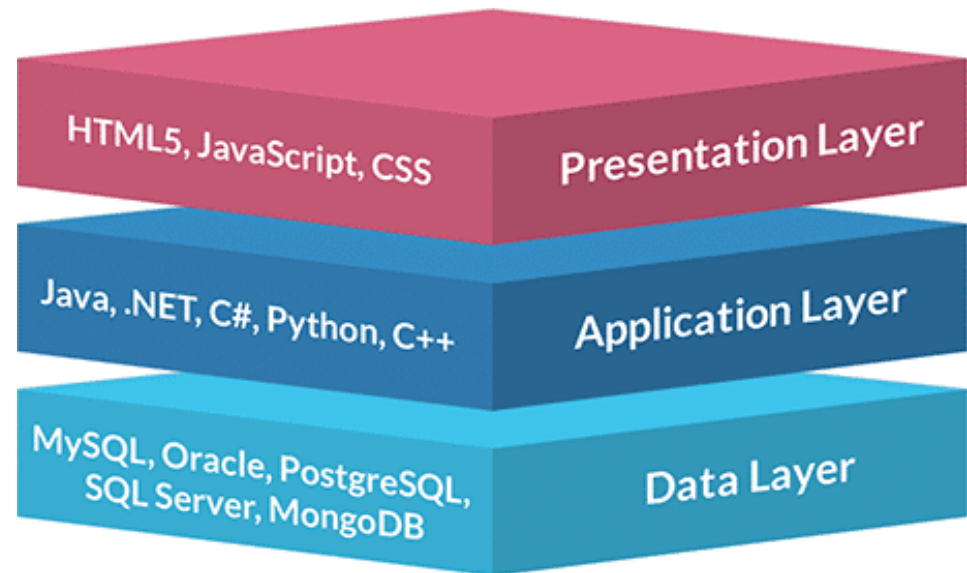 HTML5, JavaScript, CSS
Presentation Layer
Java, .NET, C#, Python, C++
Application Layer
MySQL, Oracle, PostgreSQL,
SQL Server, MongoDB
Data Layer